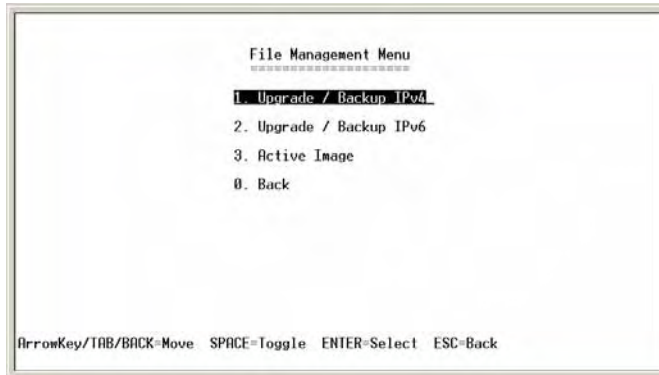 File Management Menu
====================
1. Upgrade / Backup IPv4_
2. Upgrade / Backup IPv6
3. Active Image
0. Back
ArrowKey/TAB/BACK=Move SPACE=Toggle ENTER=Select ESC=Back